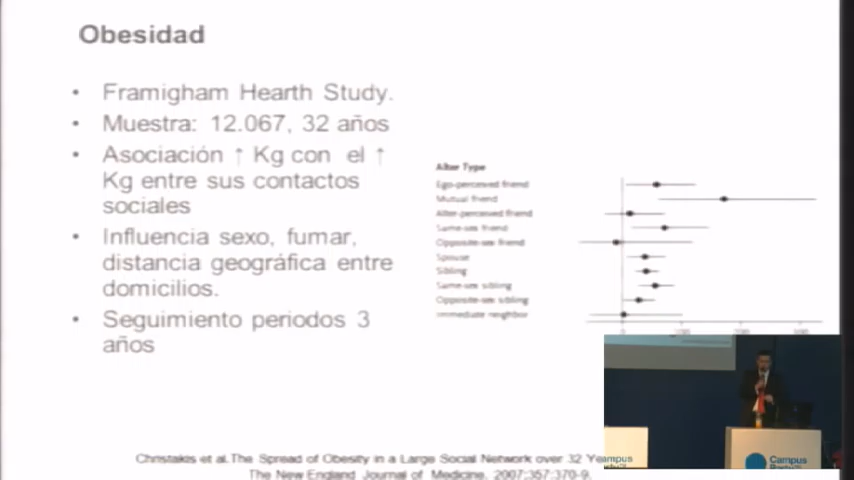 Obesidad
• Framigham Hearth Study.
• Muestra: 12.067, 32 años
• Asociación ↑ Kg con el ↑
Kg entre sus contactos
sociales
• Influencia sexo, fumar,
distancia geográfica entre
domicilios.
• Seguimiento periodos 3
años
Alter Type
Ego-perceived friend
Mutual friend
Alter-perceived friend
Same-sex friend
Opposite-sex friend
Spouse
Sibling
Same-sex sibling
Opposite-sex sibling
Immediate neighbor
0 100 200 300
Christakis et al.The Spread of Obesity in a Large Social Network over 32
The New England Journal of Medicine, 2007;357:370-9.
Campus